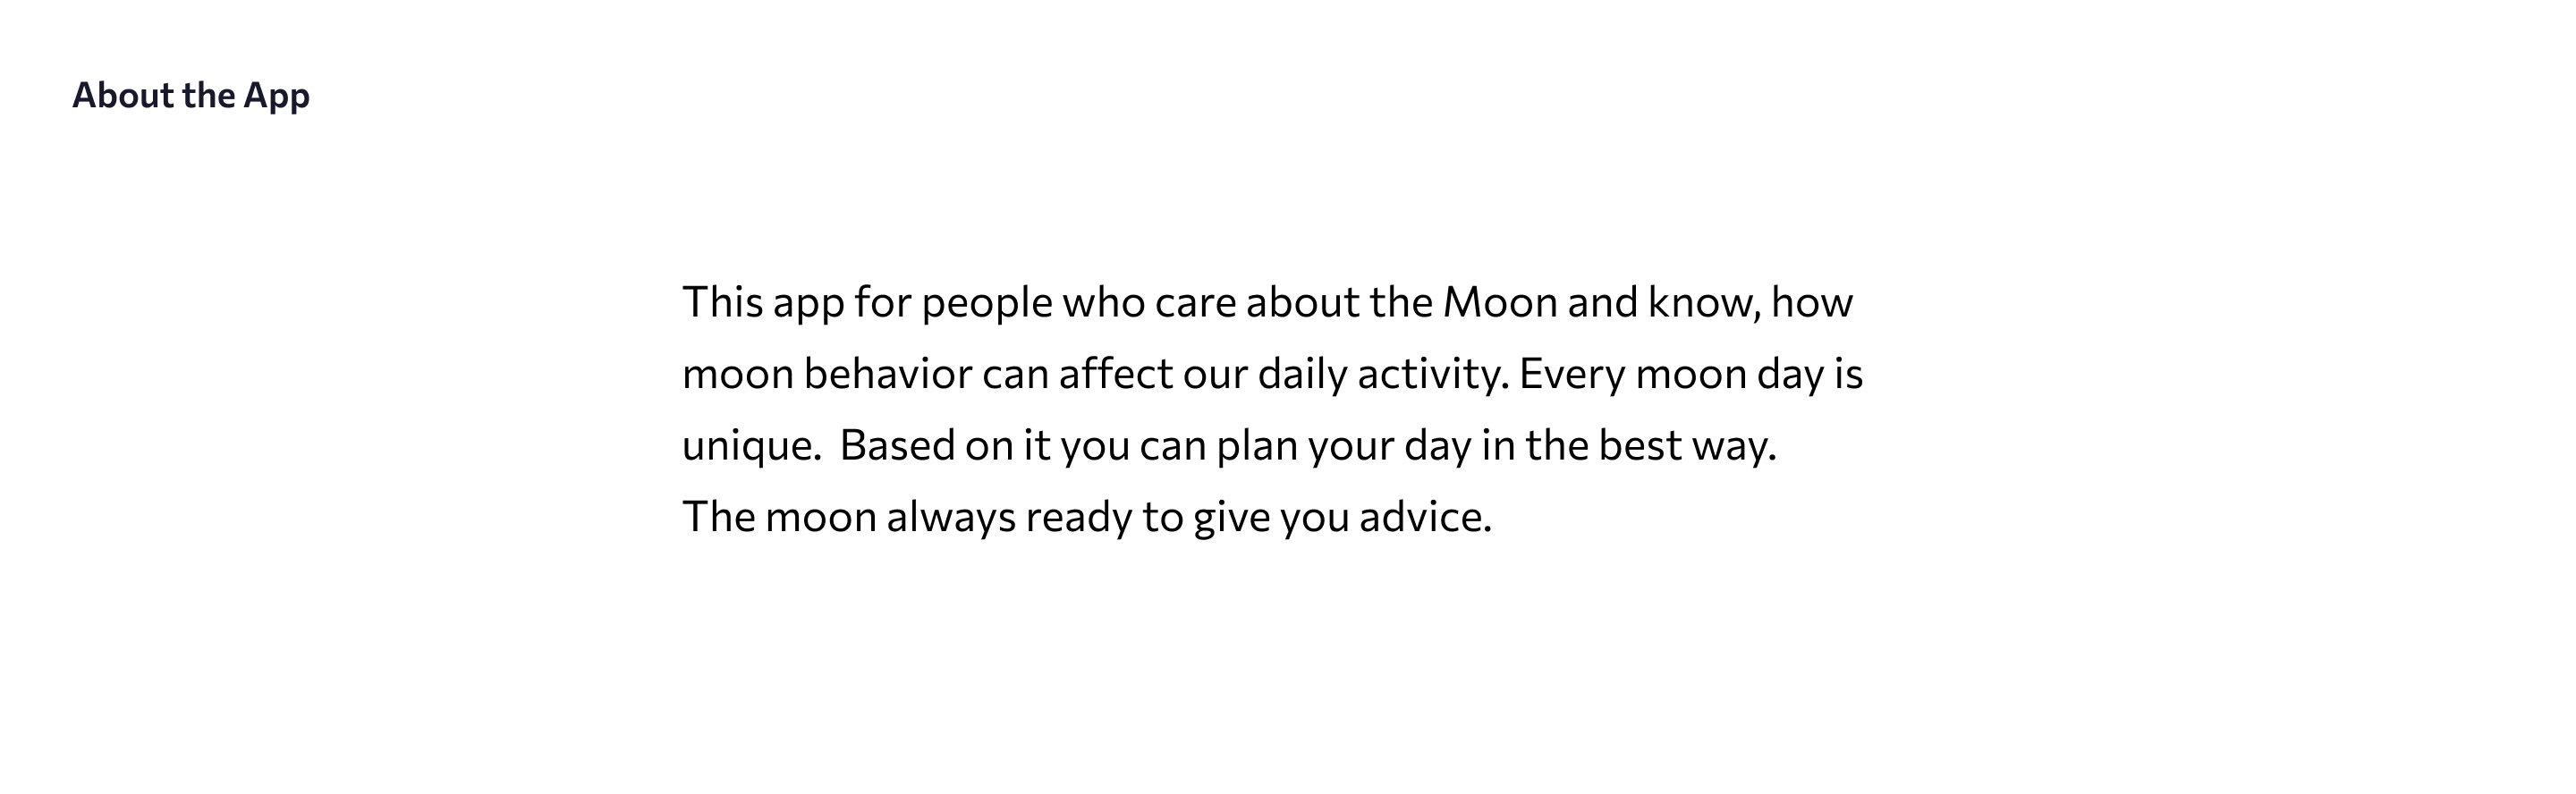 About the App
This app for people who care about the Moon and know, how
moon behavior can affect our daily activity. Every moon day is
unique.  Based on it you can plan your day in the best way.
The moon always ready to give you advice.